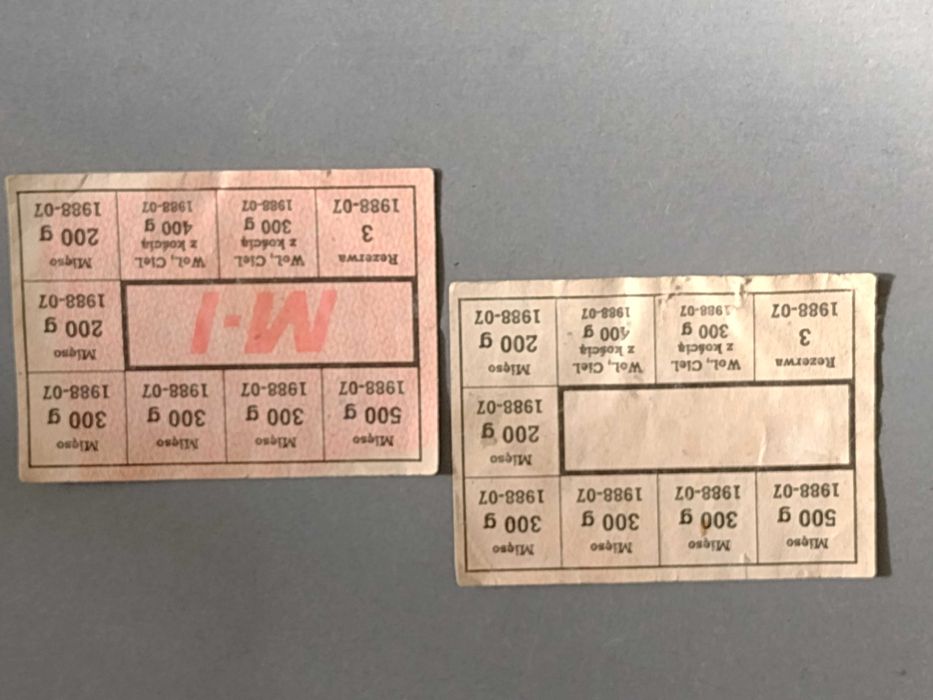 Mięso
500 g
1988-07
Mięso
300 g
1988-07
Mięso
300 g
1988-07
Mięso
300 g
1988-07
Mięso
200 g
1988-07
Rezerwa
3
1988-07
Woł., Ciel.
z kością
300 g
1988-07
Woł., Ciel.
z kością
400 g
1988-07
Mięso
200 g
1988-07
Mięso
500 g
1988-07
Mięso
300 g
1988-07
Mięso
300 g
1988-07
Mięso
300 g
1988-07
M-I
Mięso
200 g
1988-07
Rezerwa
3
1988-07
Woł., Ciel.
z kością
300 g
1988-07
Woł., Ciel.
z kością
400 g
1988-07
Mięso
200 g
1988-07